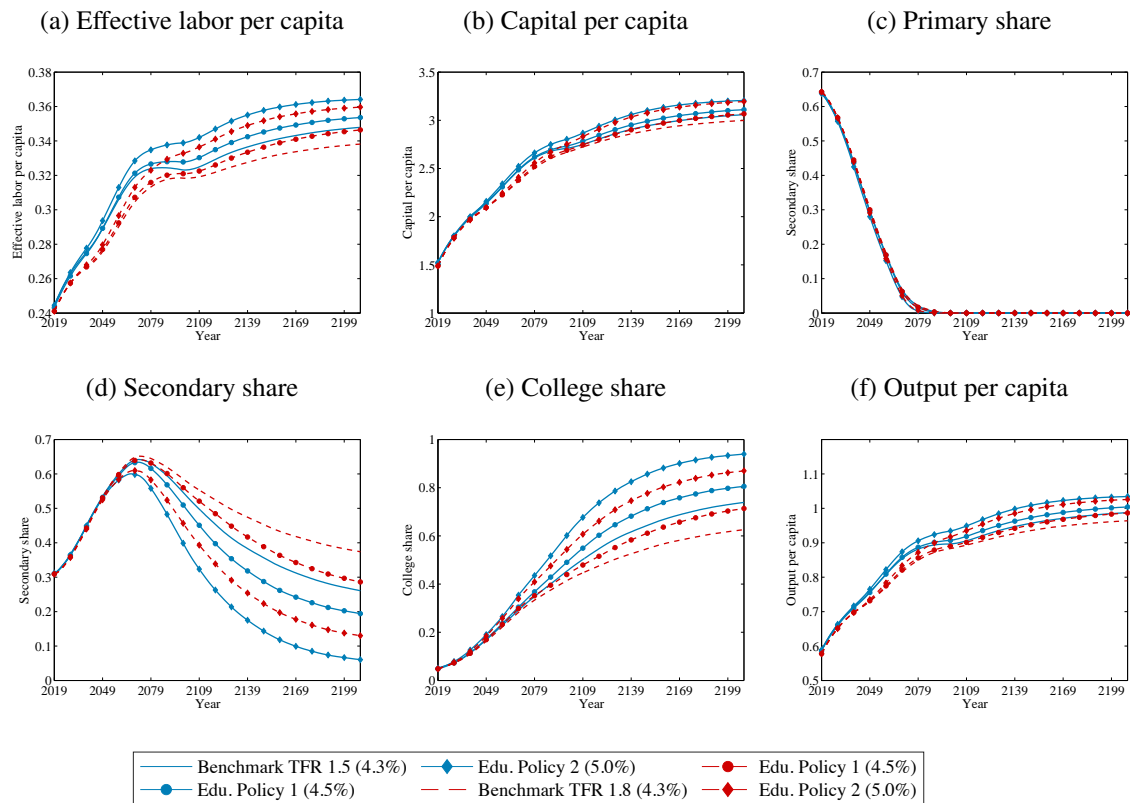 (a) Effective labor per capita
(b) Capital per capita
(c) Primary share
Effective labor per capita
0.38
0.36
0.34
0.32
0.3
0.28
0.26
0.24
2019 2049 2079 2109 2139 2169 2199
Year
Capital per capita
3.5
3
2.5
2
1.5
1
2019 2049 2079 2109 2139 2169 2199
Year
Secondary share
0.7
0.6
0.5
0.4
0.3
0.2
0.1
0
2019 2049 2079 2109 2139 2169 2199
Year
(d) Secondary share
(e) College share
(f) Output per capita
Secondary share
0.7
0.6
0.5
0.4
0.3
0.2
0.1
0
2019 2049 2079 2109 2139 2169 2199
Year
College share
1
0.8
0.6
0.4
0.2
0
2019 2049 2079 2109 2139 2169 2199
Year
Output per capita
1.1
1
0.9
0.8
0.7
0.6
0.5
2019 2049 2079 2109 2139 2169 2199
Year
Benchmark TFR 1.5 (4.3%) Edu. Policy 2 (5.0%) Edu. Policy 1 (4.5%)
Edu. Policy 1 (4.5%) Benchmark TFR 1.8 (4.3%) Edu. Policy 2 (5.0%)